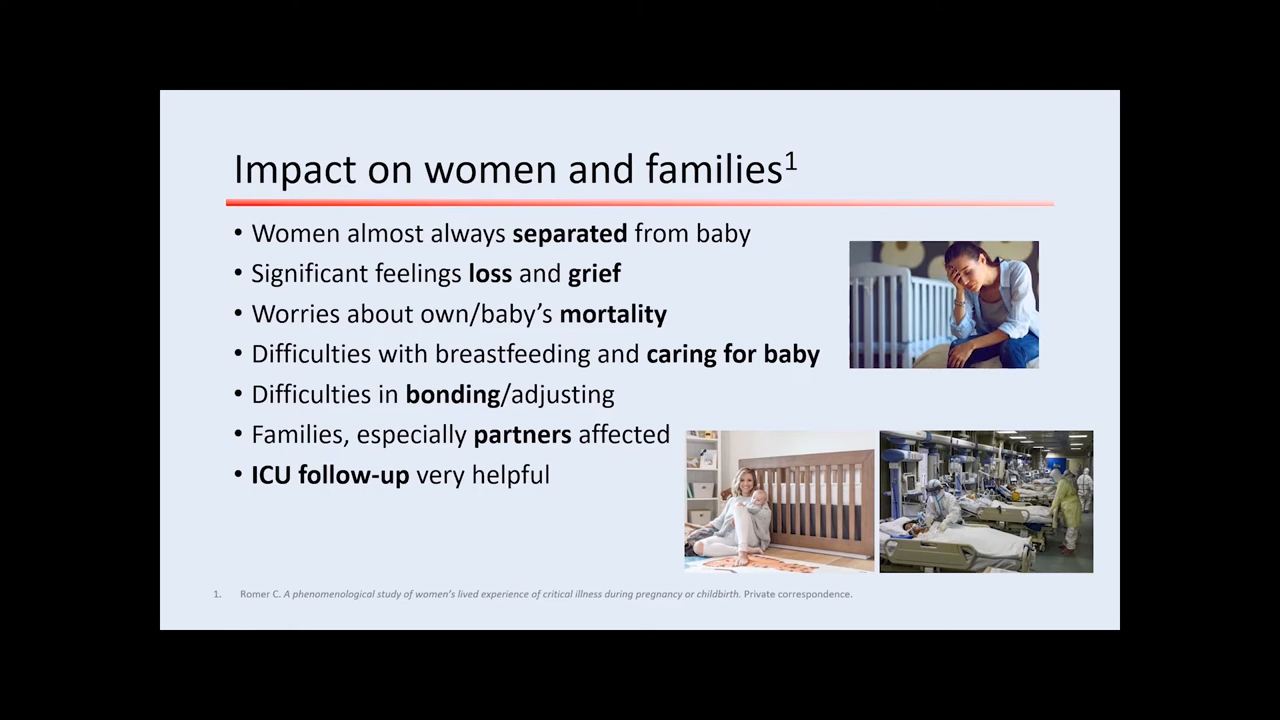 Impact on women and families¹
• Women almost always separated from baby
• Significant feelings loss and grief
• Worries about own/baby’s mortality
• Difficulties with breastfeeding and caring for baby
• Difficulties in bonding/adjusting
• Families, especially partners affected
• ICU follow-up very helpful
1. Romer C. A phenomenological study of women’s lived experience of critical illness during pregnancy or childbirth. Private correspondence.